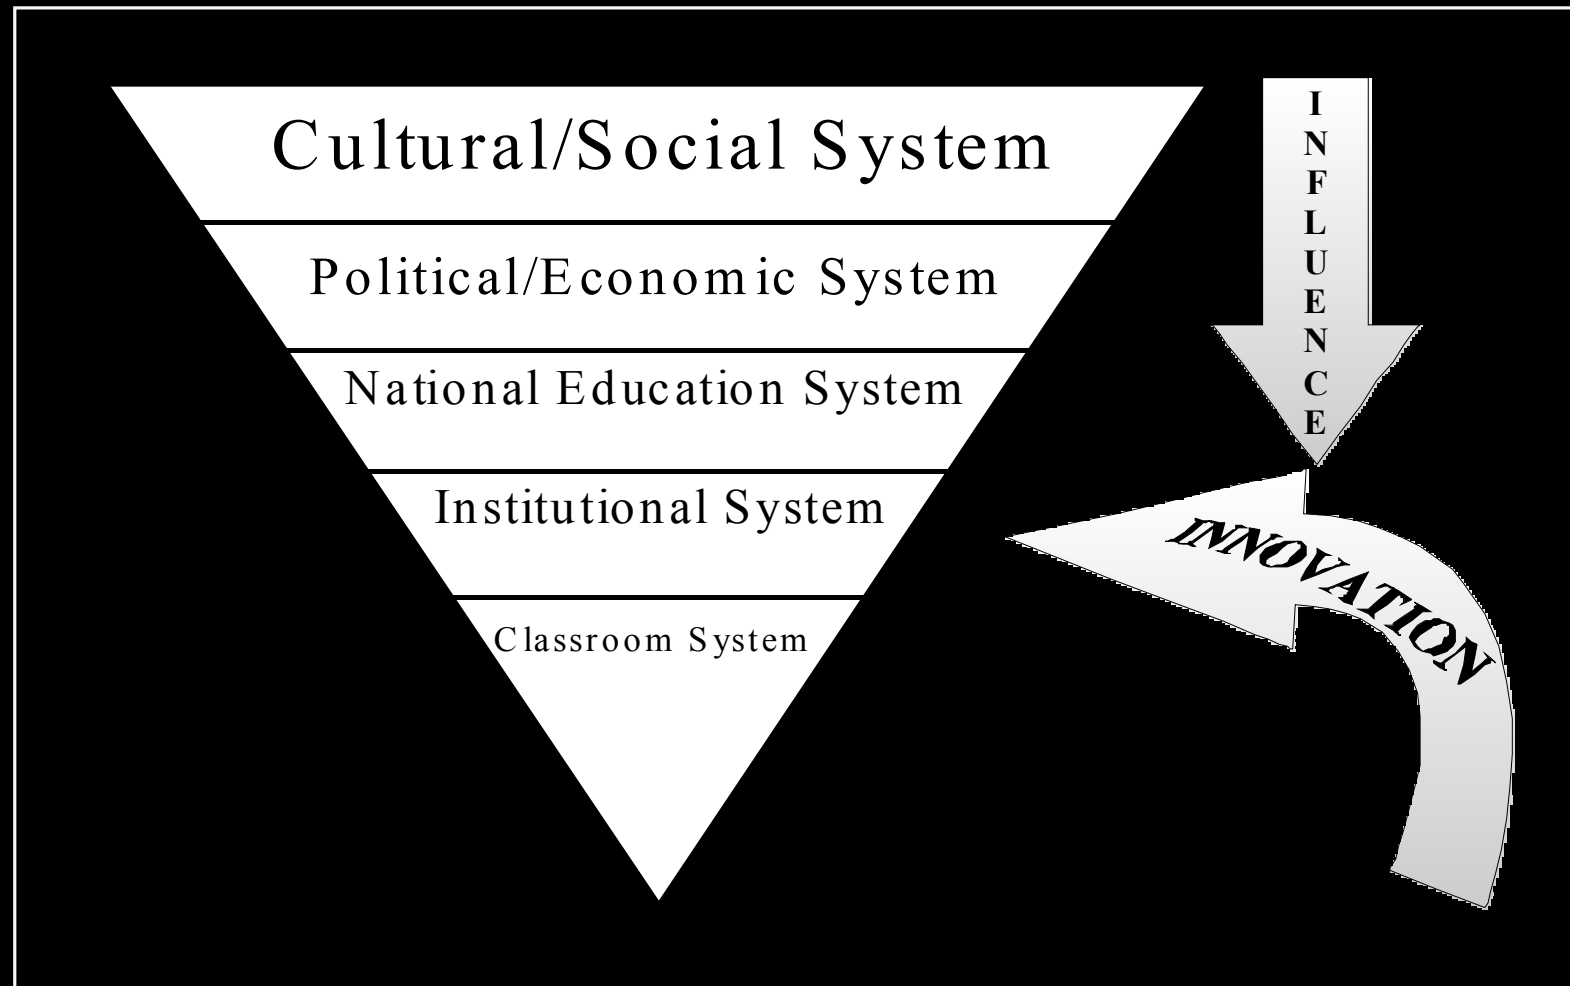 Cultural/Social System
Political/Economic System
National Education System
Institutional System
Classroom System
INFLUENCE
INNOVATION